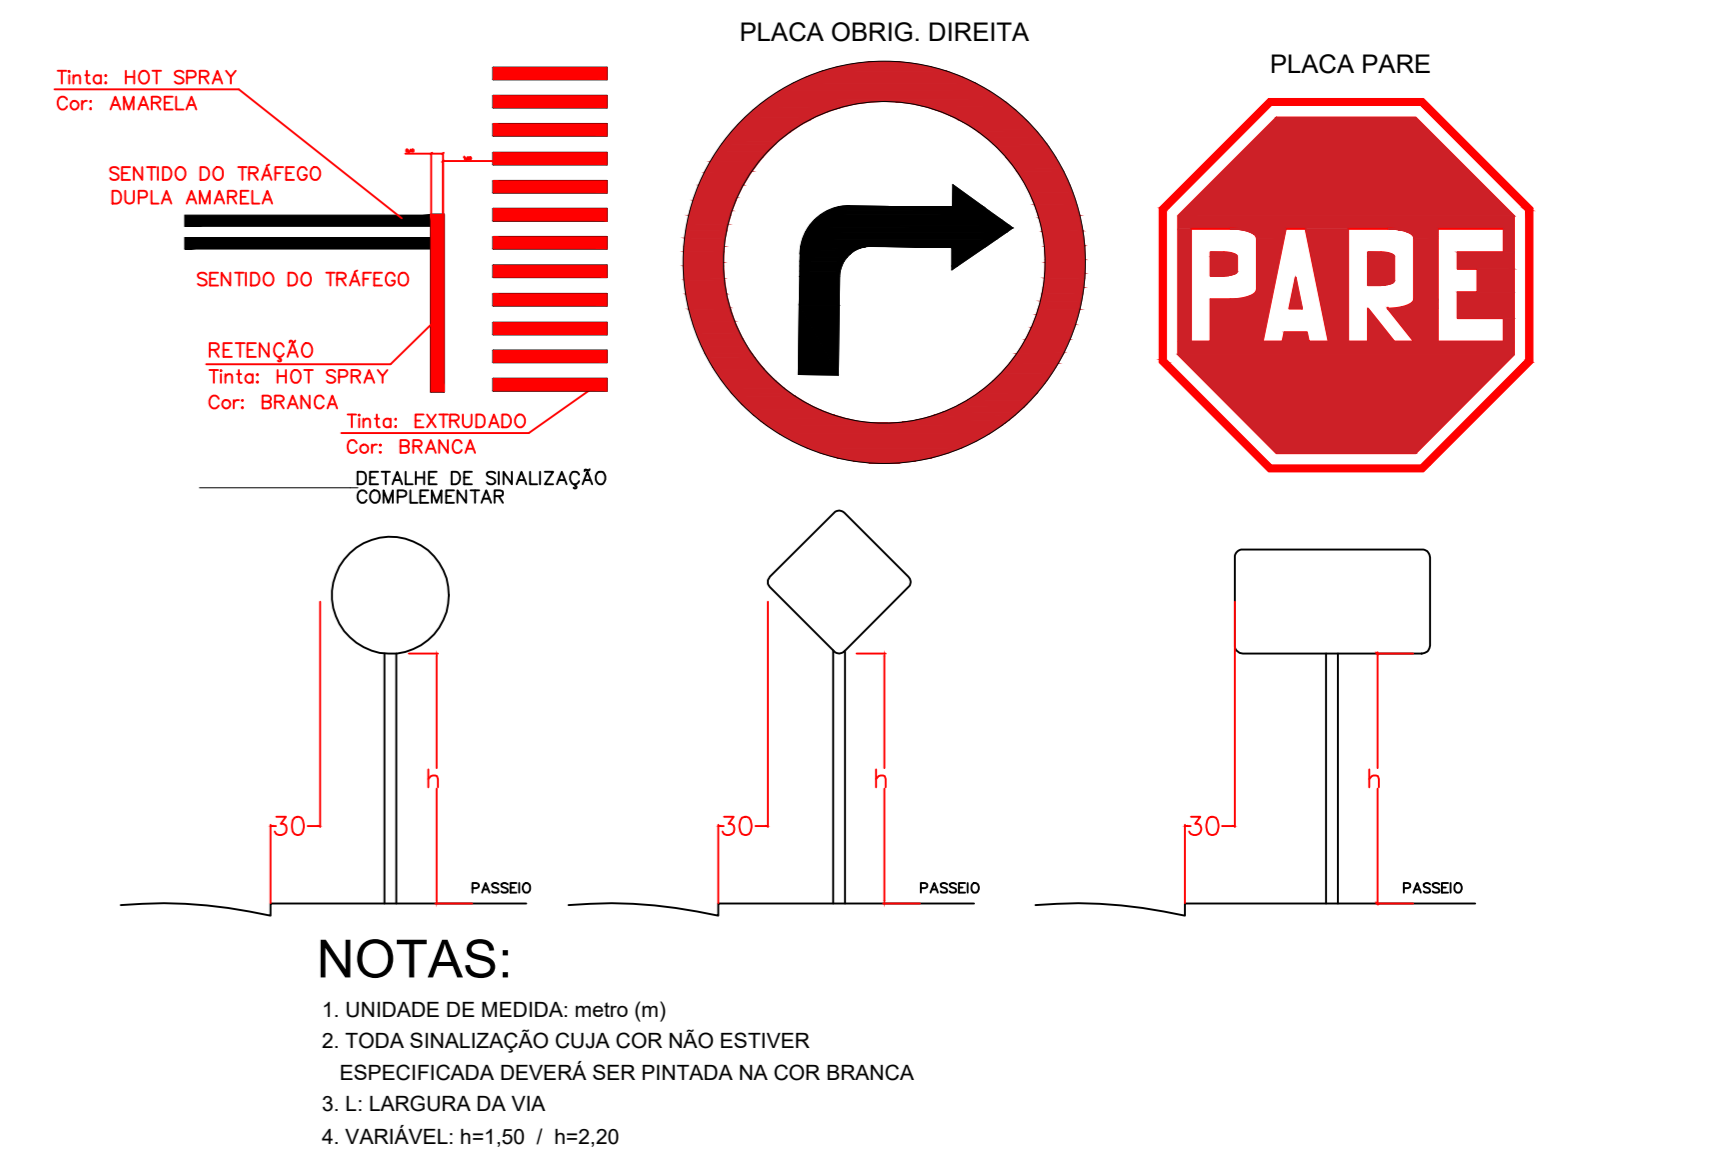 PLACA OBRIG. DIREITA
PLACA PARE
Tinta: HOT SPRAY
Cor: AMARELA
SENTIDO DO TRÁFEGO
DUPLA AMARELA
SENTIDO DO TRÁFEGO
RETENÇÃO
Tinta: HOT SPRAY
Cor: BRANCA
Tinta: EXTRUDADO
Cor: BRANCA
DETALHE DE SINALIZAÇÃO
COMPLEMENTAR
PARE
30
h
PASSEIO
30
h
PASSEIO
30
h
PASSEIO
NOTAS:
1. UNIDADE DE MEDIDA: metro (m)
2. TODA SINALIZAÇÃO CUJA COR NÃO ESTIVER
ESPECIFICADA DEVERÁ SER PINTADA NA COR BRANCA
3. L: LARGURA DA VIA
4. VARIÁVEL: h=1,50 / h=2,20